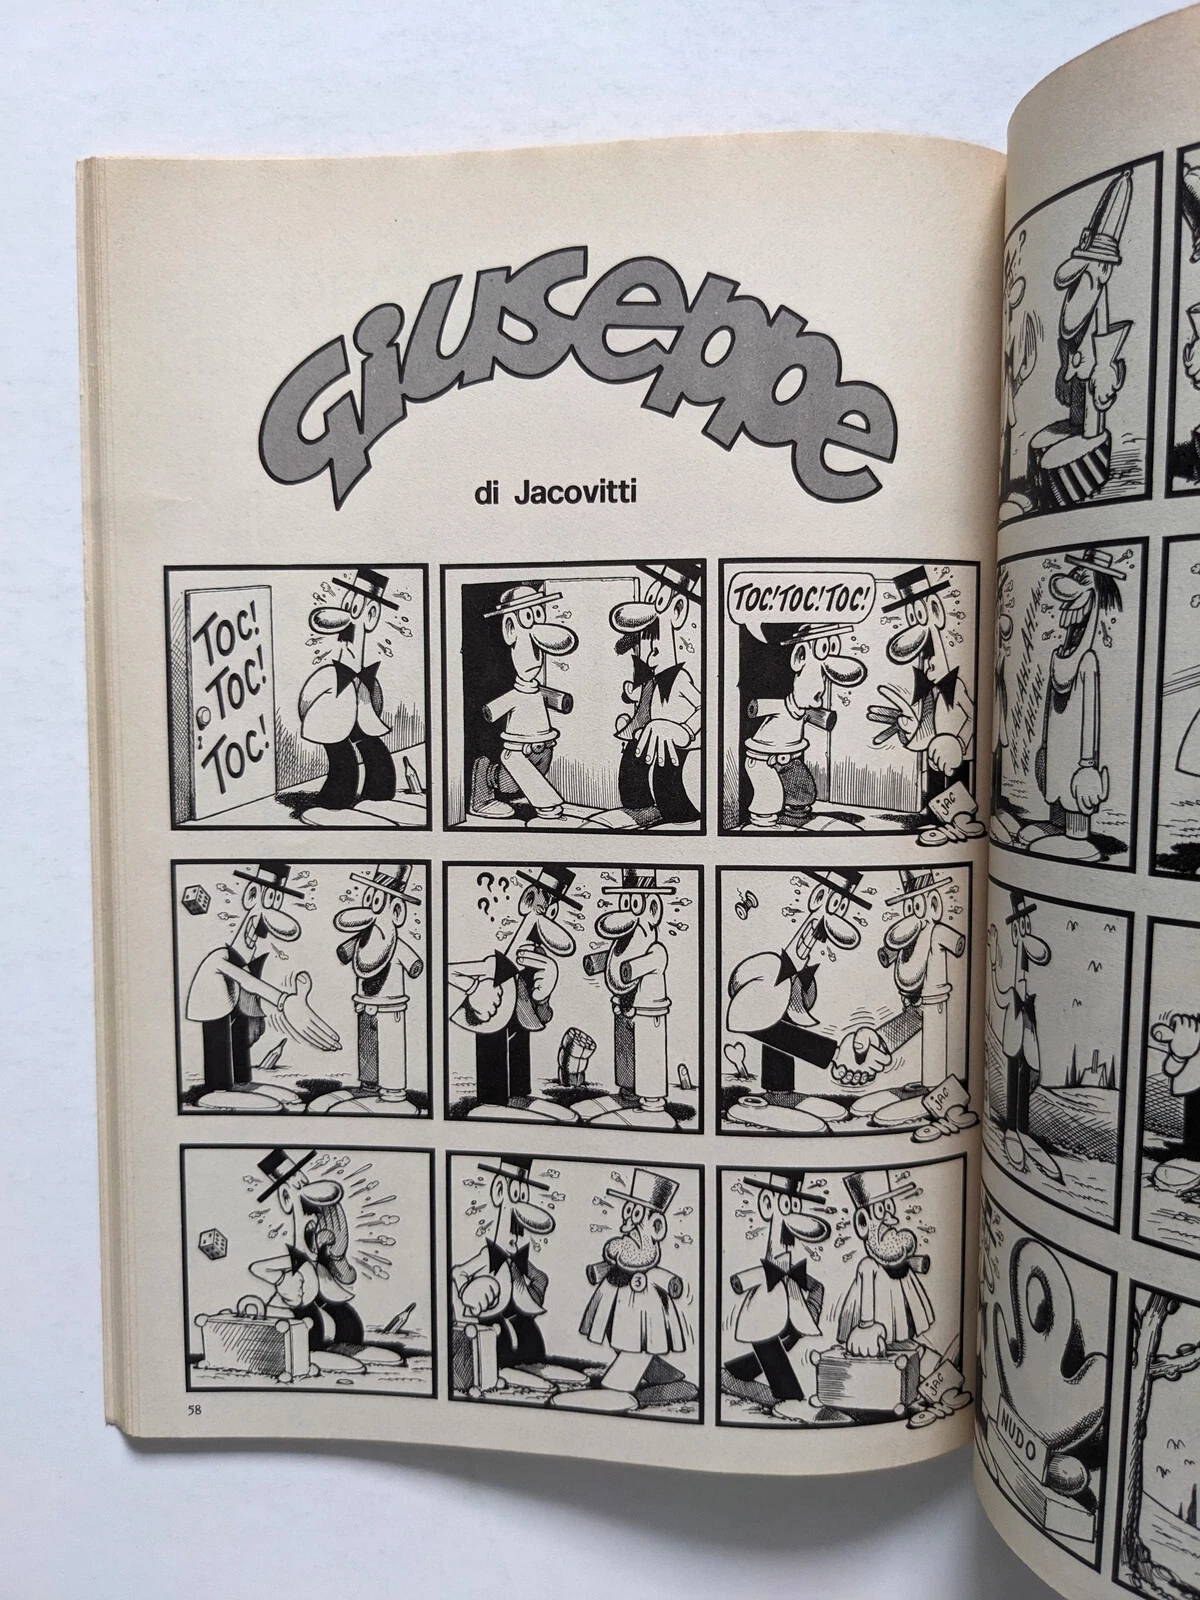 Giuseppe
di Jacovitti
TOC!
TOC!
TOC!
TOC! TOC! TOC!
JAC
? ? ?
? ?
JAC
3
JAC
58
?
NUDO